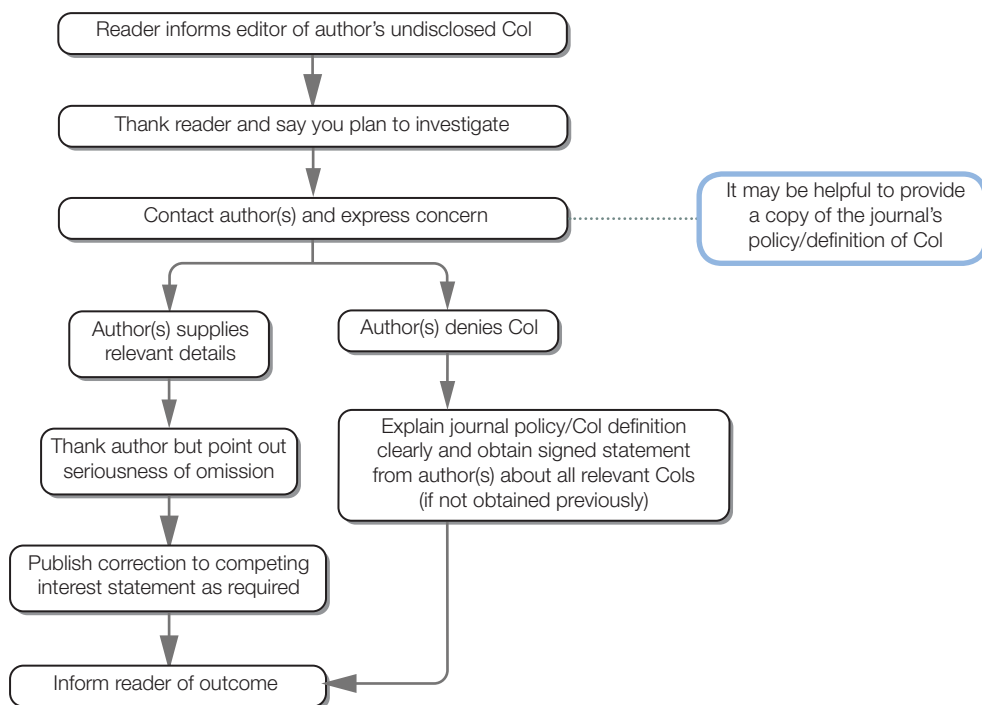 Reader informs editor of author’s undisclosed CoI
Thank reader and say you plan to investigate
Contact author(s) and express concern
It may be helpful to provide
a copy of the journal’s
policy/definition of CoI
Author(s) supplies
relevant details
Author(s) denies CoI
Thank author but point out
seriousness of omission
Explain journal policy/CoI definition
clearly and obtain signed statement
from author(s) about all relevant CoIs
(if not obtained previously)
Publish correction to competing
interest statement as required
Inform reader of outcome